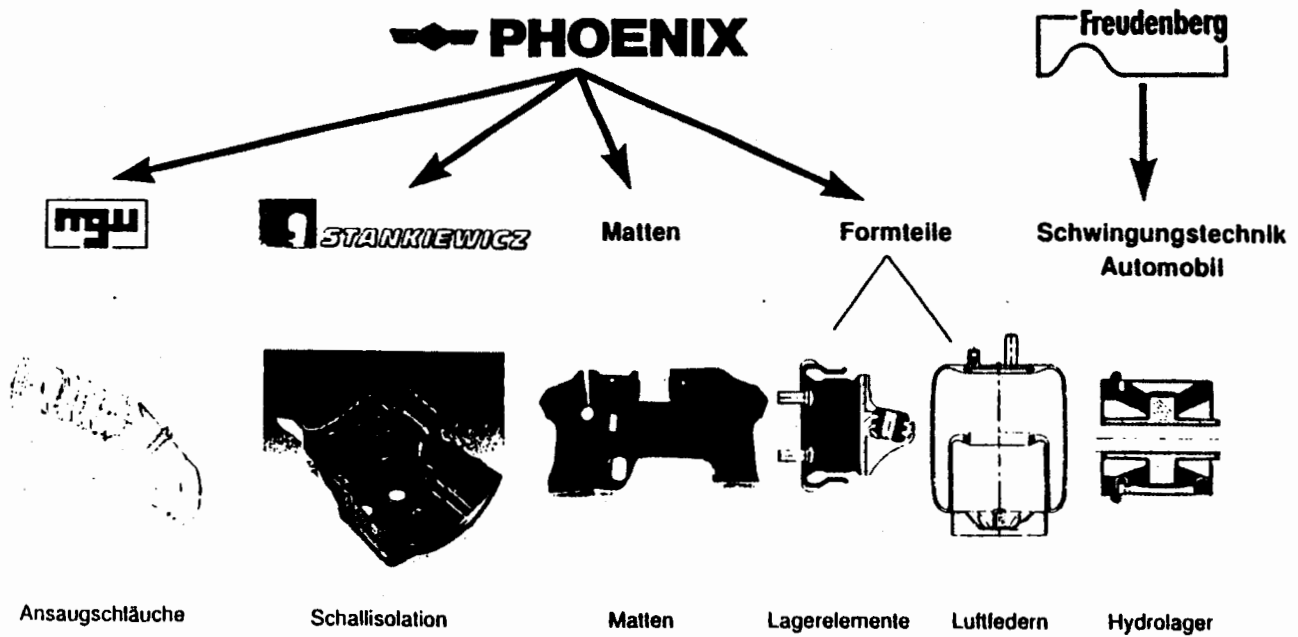 PHOENIX
Freudenberg
mgw
STANKIEWICZ
Matten
Formteile
Schwingungstechnik
Automobil
Ansaugschläuche
Schallisolation
Matten
Lagerelemente
Luftfedern
Hydrolager